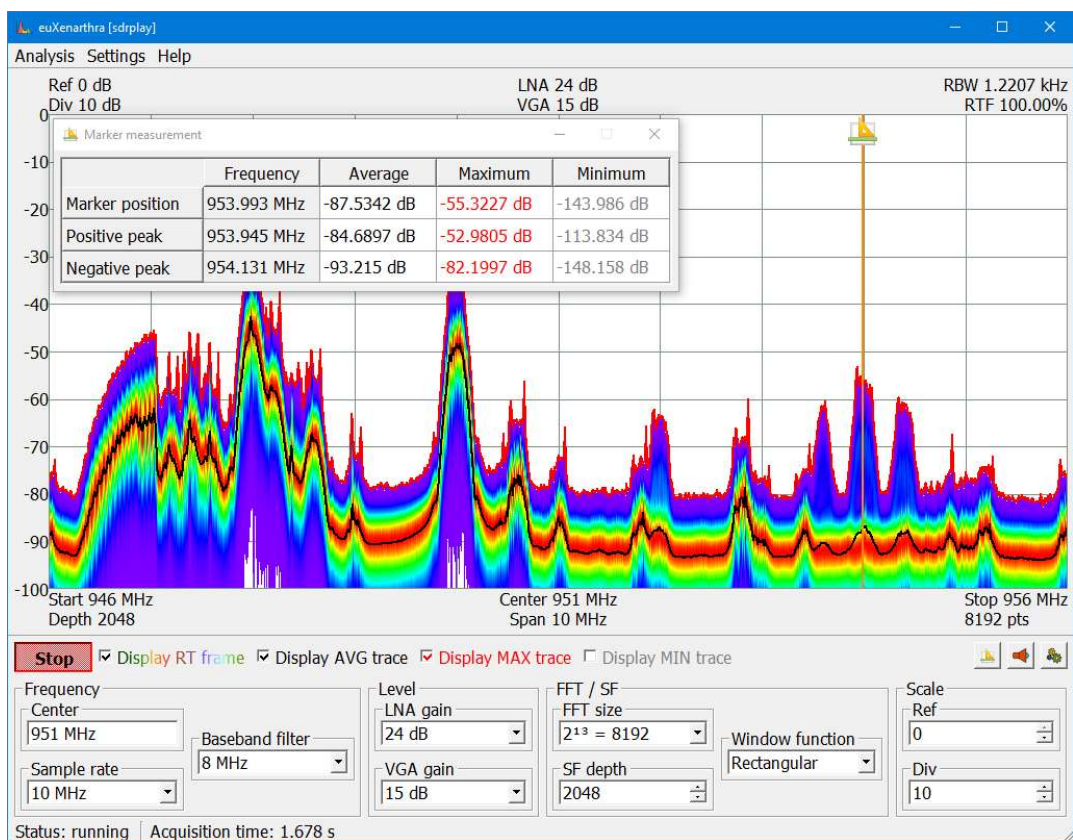 euXenarthra [sdrplay]
Analysis Settings Help
Ref 0 dB LNA 24 dB RBW 1.2207 kHz
Div 10 dB VGA 15 dB RTF 100.00%
0
Marker measurement
Frequency Average Maximum Minimum
Marker position 953.993 MHz -87.5342 dB -55.3227 dB -143.986 dB
Positive peak 953.945 MHz -84.6897 dB -52.9805 dB -113.834 dB
Negative peak 954.131 MHz -93.215 dB -82.1997 dB -148.158 dB
-10
-20
-30
-40
-50
-60
-70
-80
-90
-100
Start 946 MHz Center 951 MHz Stop 956 MHz
Depth 2048 Span 10 MHz 8192 pts
Stop Display RT frame Display AVG trace Display MAX trace Display MIN trace
Frequency
Center
951 MHz
Sample rate
10 MHz
Baseband filter
8 MHz
Level
LNA gain
24 dB
VGA gain
15 dB
FFT / SF
FFT size
2¹³ = 8192
SF depth
2048
Window function
Rectangular
Scale
Ref
0
Div
10
Status: running Acquisition time: 1.678 s